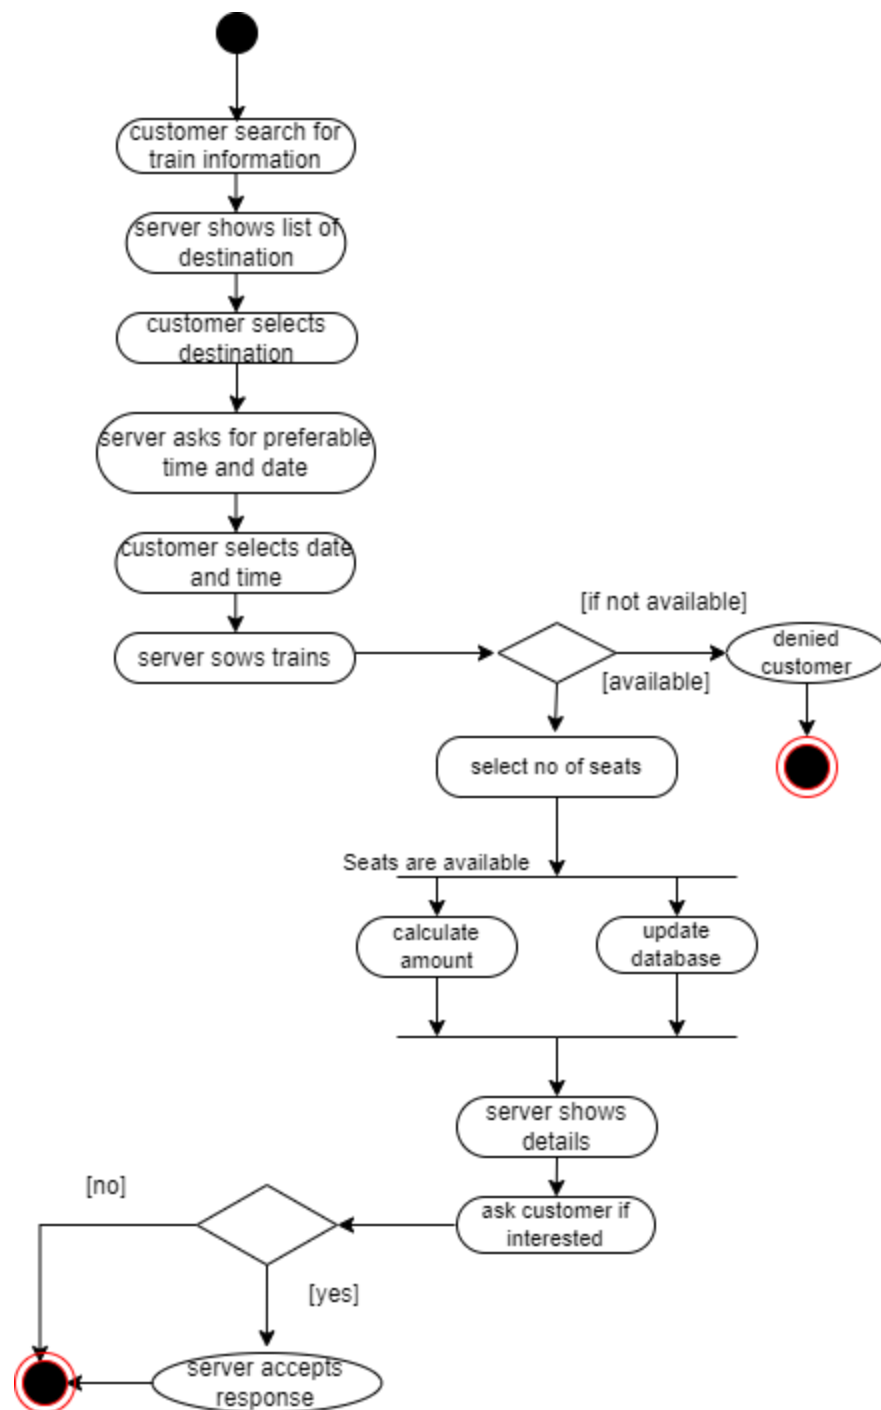 customer search for
train information
server shows list of
destination
customer selects
destination
server asks for preferable
time and date
customer selects date
and time
server sows trains
[if not available]
[available]
denied
customer
select no of seats
Seats are available
calculate
amount
update
database
server shows
details
ask customer if
interested
[no]
[yes]
server accepts
response